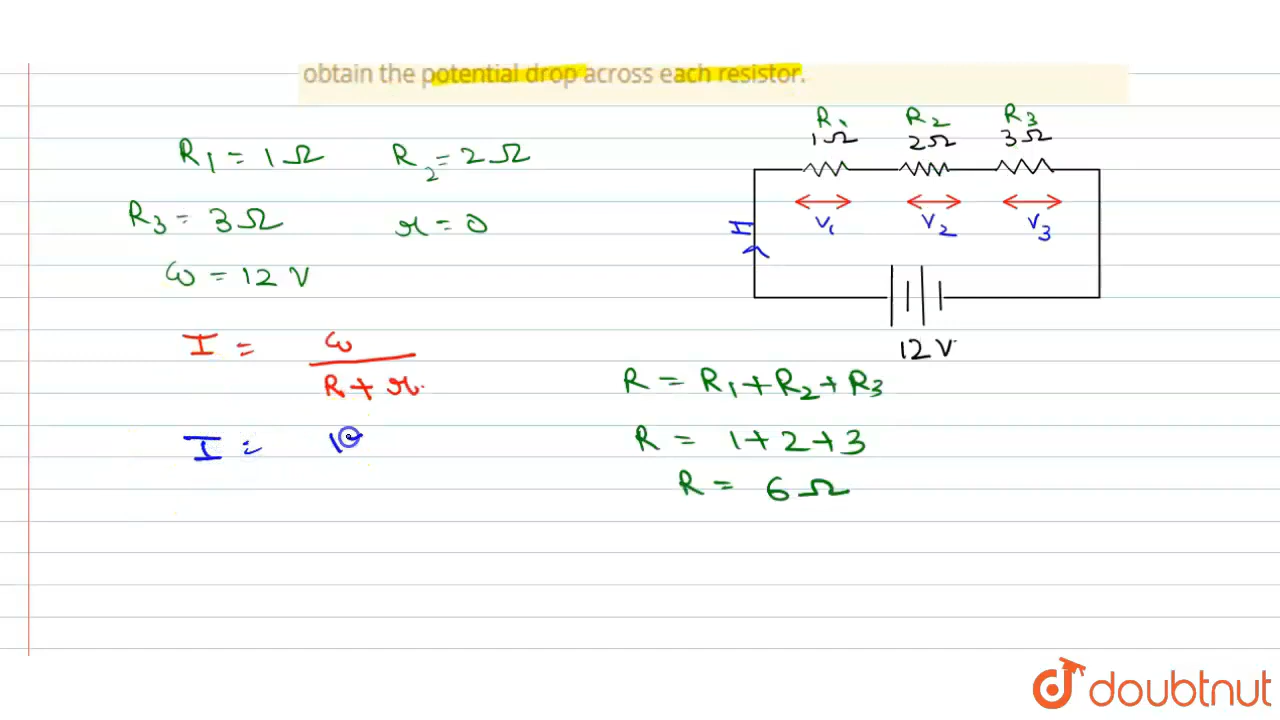 obtain the potential drop across each resistor.
R₁ = 1 Ω R₂ = 2 Ω
R₃ = 3 Ω r = 0
ε = 12 V
I = ε / R + r
I =
R₁ R₂ R₃
1Ω 2Ω 3Ω
V₁ V₂ V₃
I
12 V
R = R₁ + R₂ + R₃
R = 1 + 2 + 3
R = 6 Ω
doubtnut